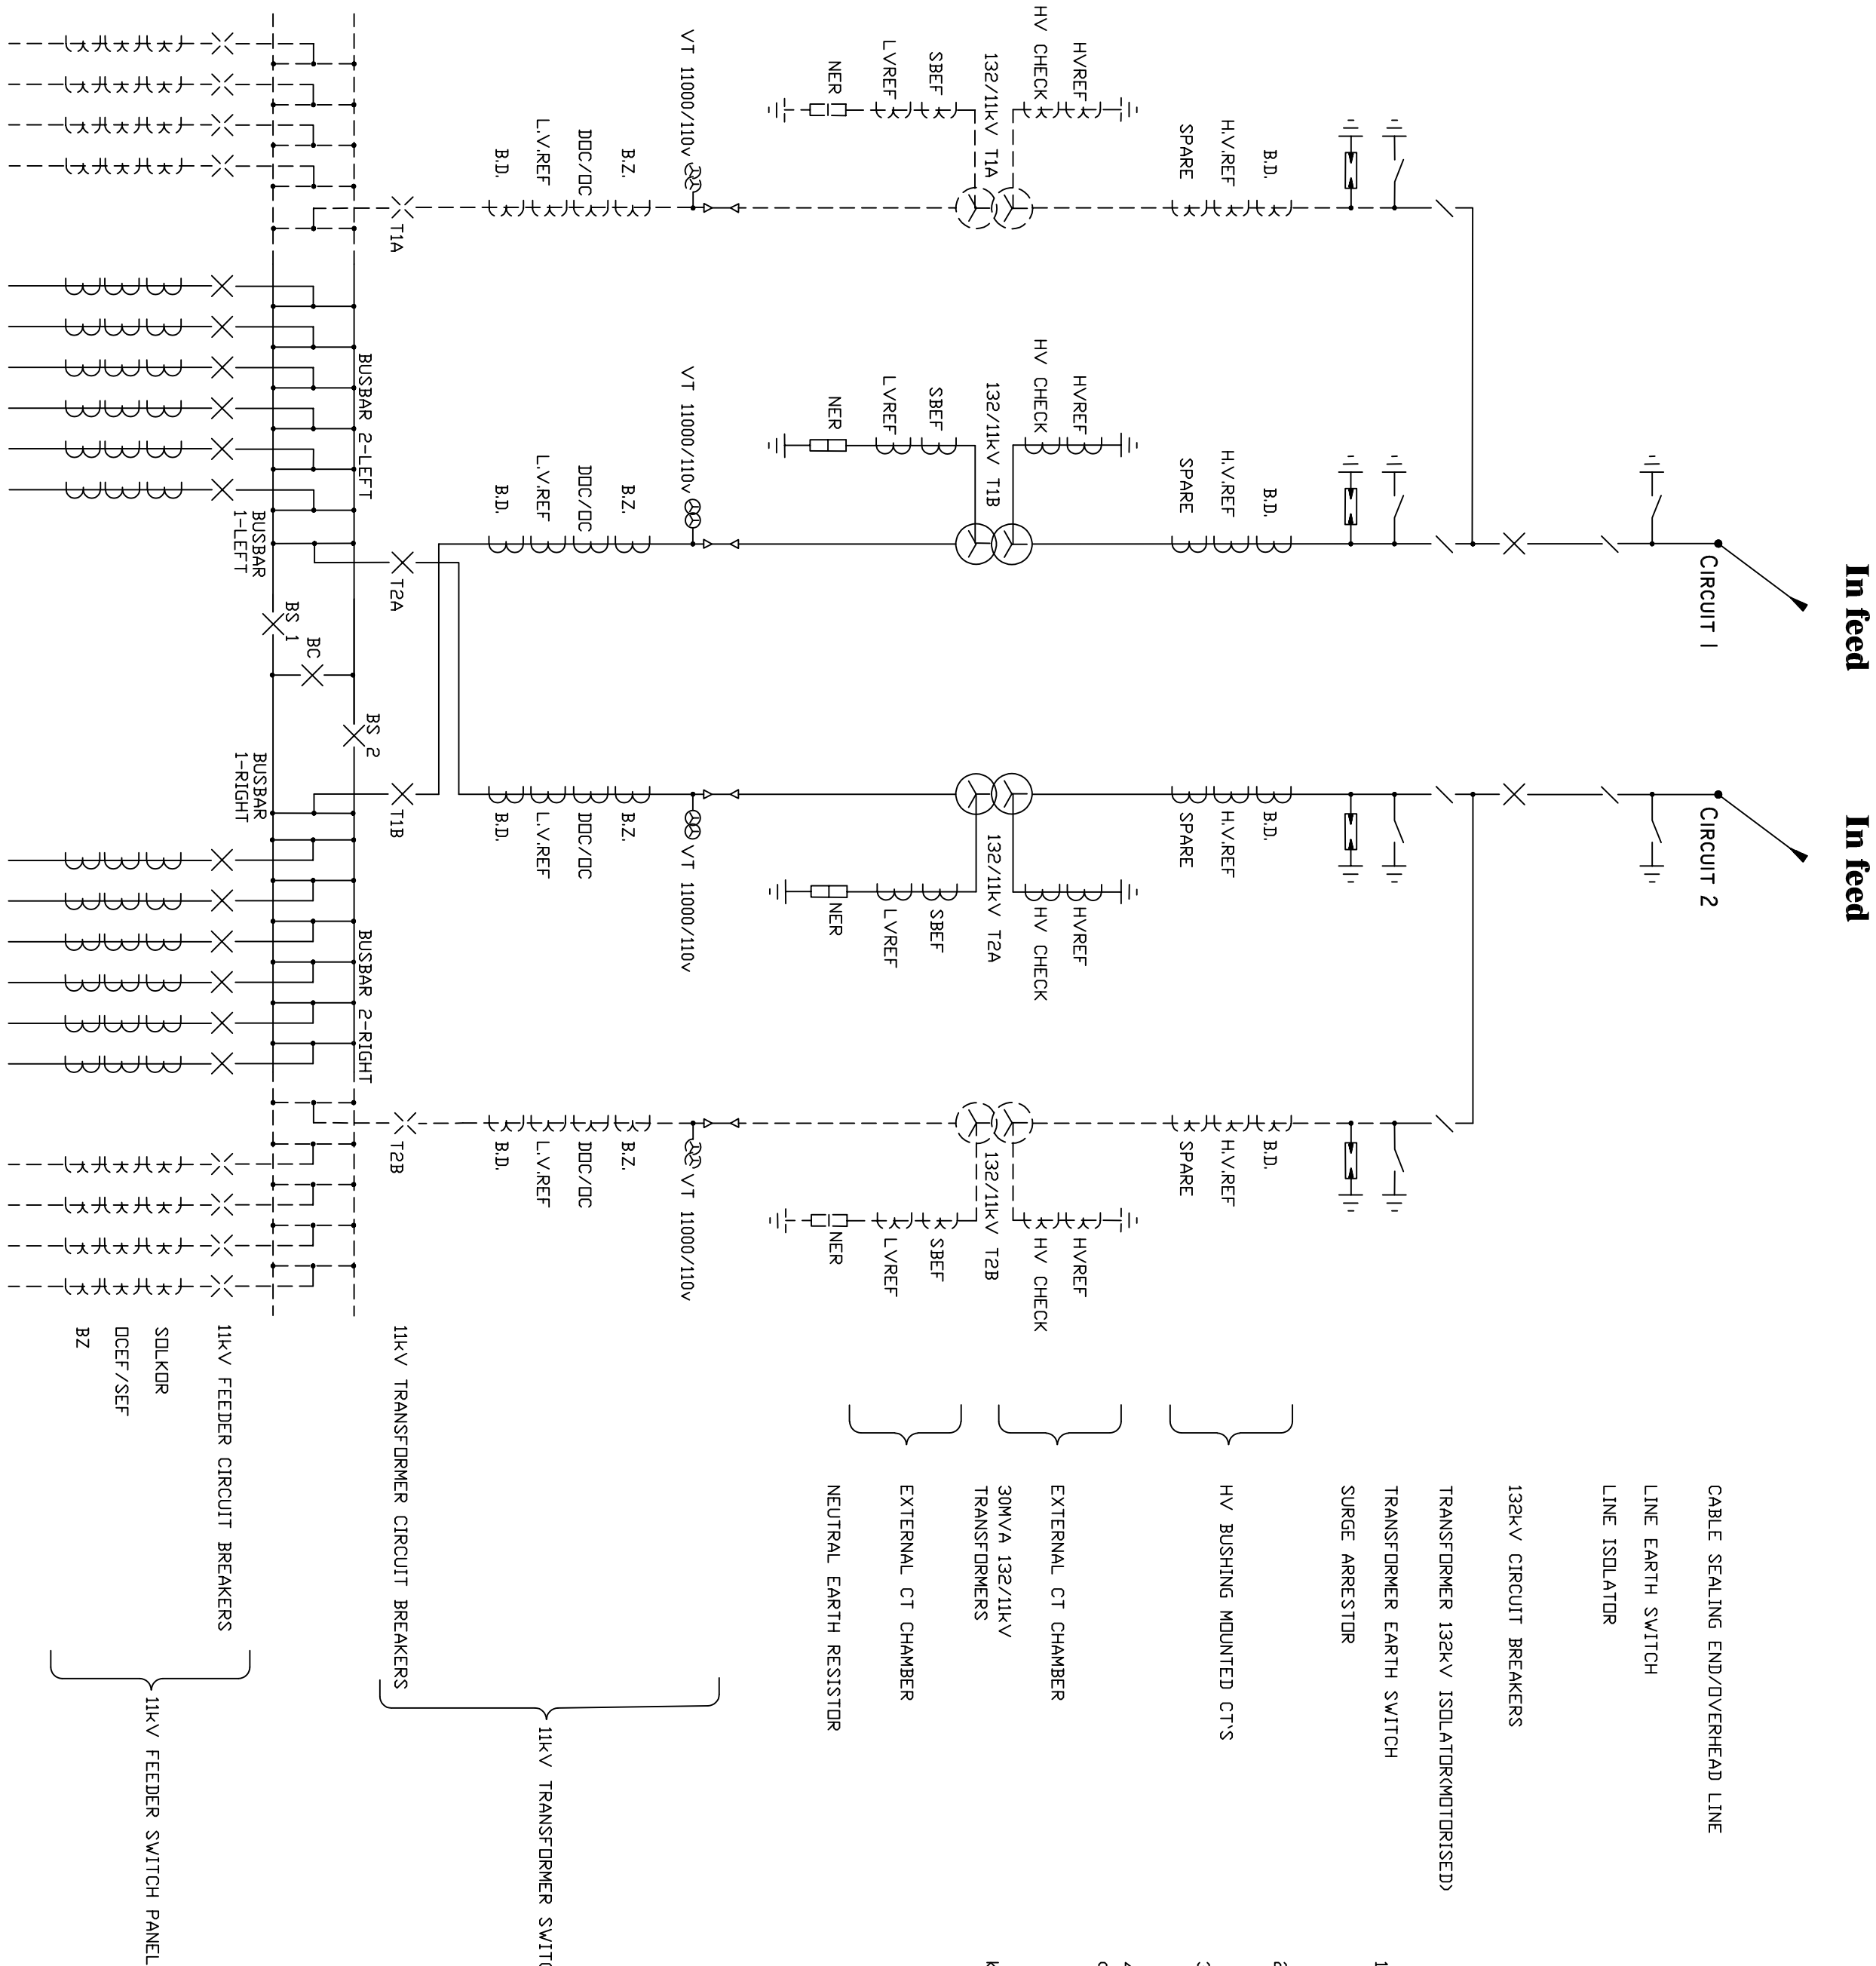 In feed
In feed
CIRCUIT 1
CIRCUIT 2
CABLE SEALING END/OVERHEAD LINE
LINE EARTH SWITCH
LINE ISOLATOR
132kV CIRCUIT BREAKERS
TRANSFORMER 132kV ISOLATOR(MOTORISED)
TRANSFORMER EARTH SWITCH
SURGE ARRESTOR
B.D.
B.D.
B.D.
B.D.
H.V.REF
H.V.REF
H.V.REF
H.V.REF
HV BUSHING MOUNTED CT'S
SPARE
SPARE
SPARE
SPARE
HVREF
HVREF
HVREF
HVREF
HV CHECK
HV CHECK
HV CHECK
HV CHECK
EXTERNAL CT CHAMBER
132/11kV T1A
132/11kV T1B
132/11kV T2A
132/11kV T2B
30MVA 132/11kV
TRANSFORMERS
SBEF
SBEF
SBEF
SBEF
EXTERNAL CT CHAMBER
LVREF
LVREF
LVREF
LVREF
NER
NER
NER
NER
NEUTRAL EARTH RESISTOR
VT 11000/110v
VT 11000/110v
VT 11000/110v
VT 11000/110v
B.Z.
B.Z.
B.Z.
B.Z.
DOC/OC
DOC/OC
DOC/OC
DOC/OC
L.V.REF
L.V.REF
L.V.REF
L.V.REF
11kV TRANSFORMER SWITC
B.D.
B.D.
B.D.
B.D.
T1A
T2A
T1B
T2B
11kV TRANSFORMER CIRCUIT BREAKERS
BUSBAR 2-LEFT
BS 2
BUSBAR 2-RIGHT
BC
BS 1
BUSBAR
1-LEFT
BUSBAR
1-RIGHT
11kV FEEDER CIRCUIT BREAKERS
SOLKOR
OCEF/SEF
BZ
11kV FEEDER SWITCH PANEL